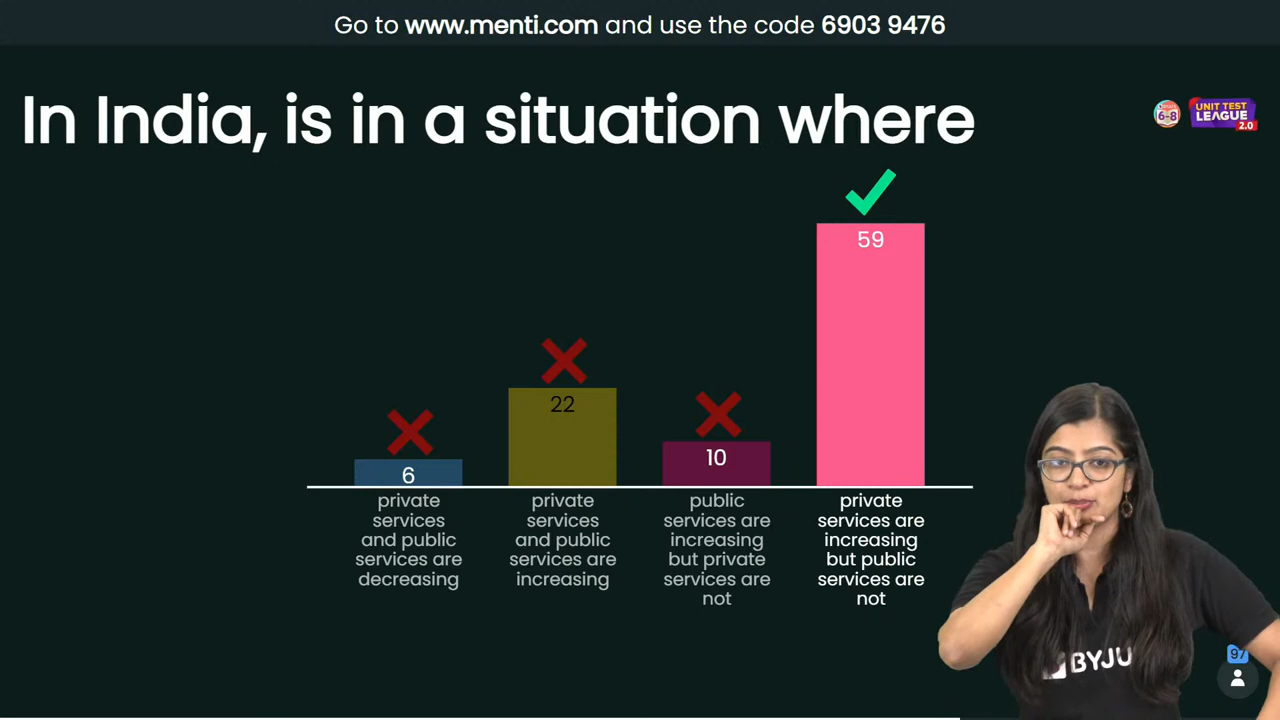 Go to www.menti.com and use the code 6903 9476
In India, is in a situation where
6-8
UNIT TEST
LEAGUE
2.0
59
22
10
6
private
services
and public
services are
decreasing
private
services
and public
services are
increasing
public
services are
increasing
but private
services are
not
private
services are
increasing
but public
services are
not
BYJU
97